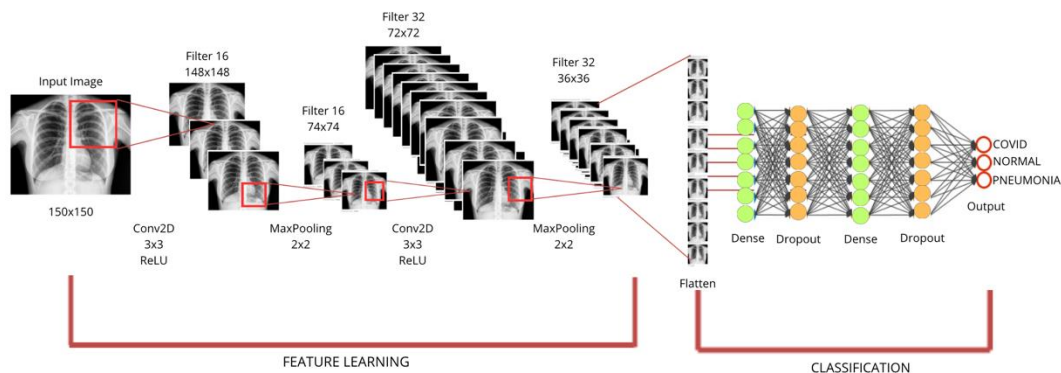 Input Image
150x150
Filter 16
148x148
Conv2D
3x3
ReLU
Filter 16
74x74
MaxPooling
2x2
Filter 32
72x72
Conv2D
3x3
ReLU
Filter 32
36x36
MaxPooling
2x2
Flatten
Dense
Dropout
Dense
Dropout
COVID
NORMAL
PNEUMONIA
Output
FEATURE LEARNING
CLASSIFICATION